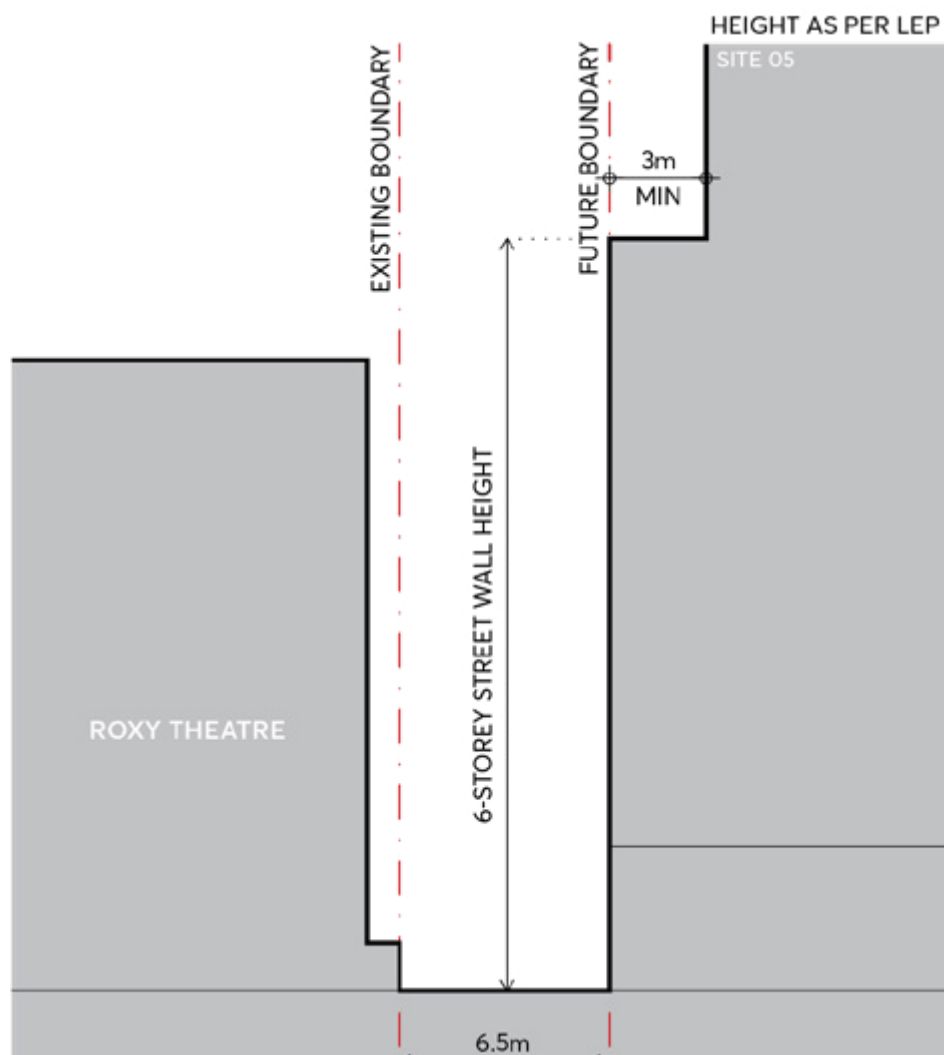 HEIGHT AS PER LEP
SITE 05
EXISTING BOUNDARY
FUTURE BOUNDARY
3m
MIN
6-STOREY STREET WALL HEIGHT
ROXY THEATRE
6.5m